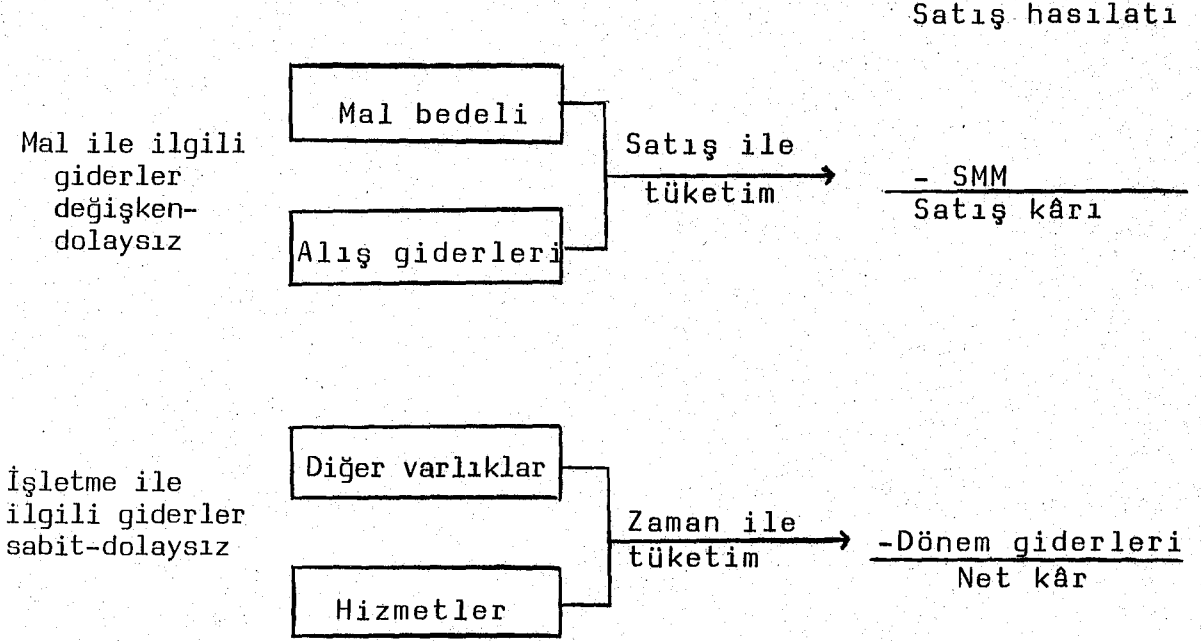 Satış hasılatı
Mal bedeli
Mal ile ilgili
giderler
değişken-
dolaysız
Satış ile
tüketim
- SMM
Satış kârı
Alış giderleri
Diğer varlıklar
İşletme ile
ilgili giderler
sabit-dolaysız
Zaman ile
tüketim
-Dönem giderleri
Net kâr
Hizmetler